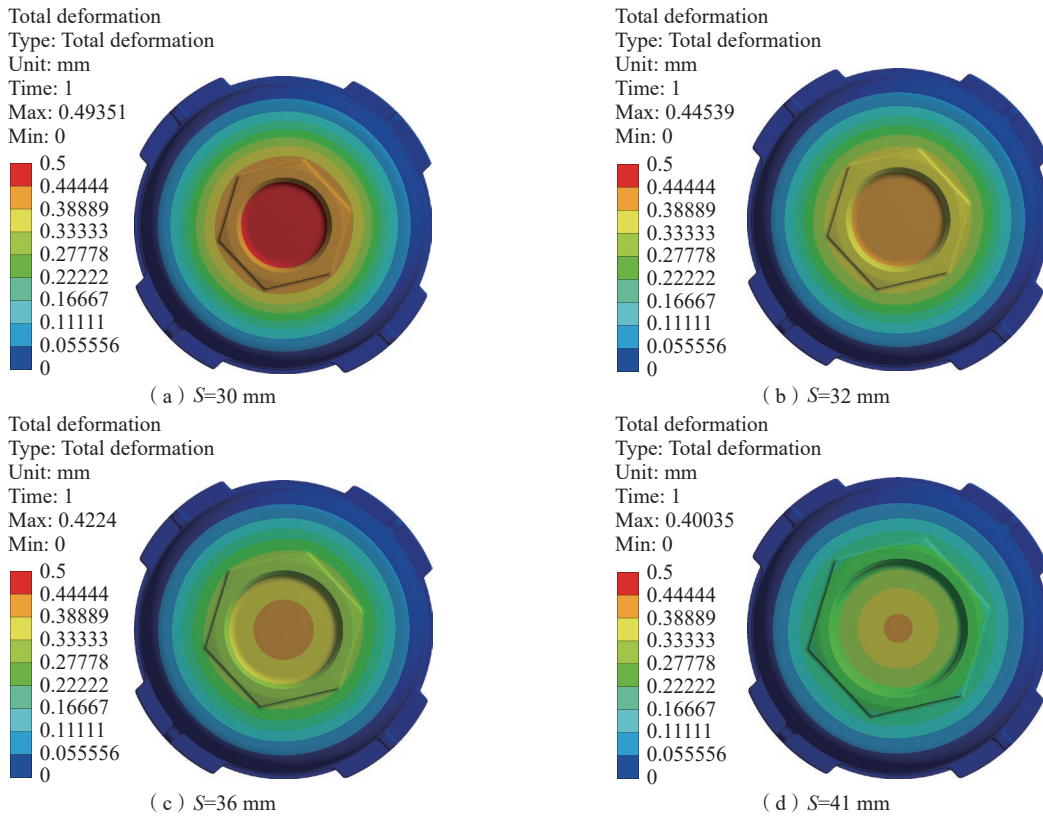 Total deformation
Type: Total deformation
Unit: mm
Time: 1
Max: 0.49351
Min: 0
0.5
0.44444
0.38889
0.33333
0.27778
0.22222
0.16667
0.11111
0.055556
0
（a）S=30 mm
Total deformation
Type: Total deformation
Unit: mm
Time: 1
Max: 0.44539
Min: 0
0.5
0.44444
0.38889
0.33333
0.27778
0.22222
0.16667
0.11111
0.055556
0
（b）S=32 mm
Total deformation
Type: Total deformation
Unit: mm
Time: 1
Max: 0.4224
Min: 0
0.5
0.44444
0.38889
0.33333
0.27778
0.22222
0.16667
0.11111
0.055556
0
（c）S=36 mm
Total deformation
Type: Total deformation
Unit: mm
Time: 1
Max: 0.40035
Min: 0
0.5
0.44444
0.38889
0.33333
0.27778
0.22222
0.16667
0.11111
0.055556
0
（d）S=41 mm